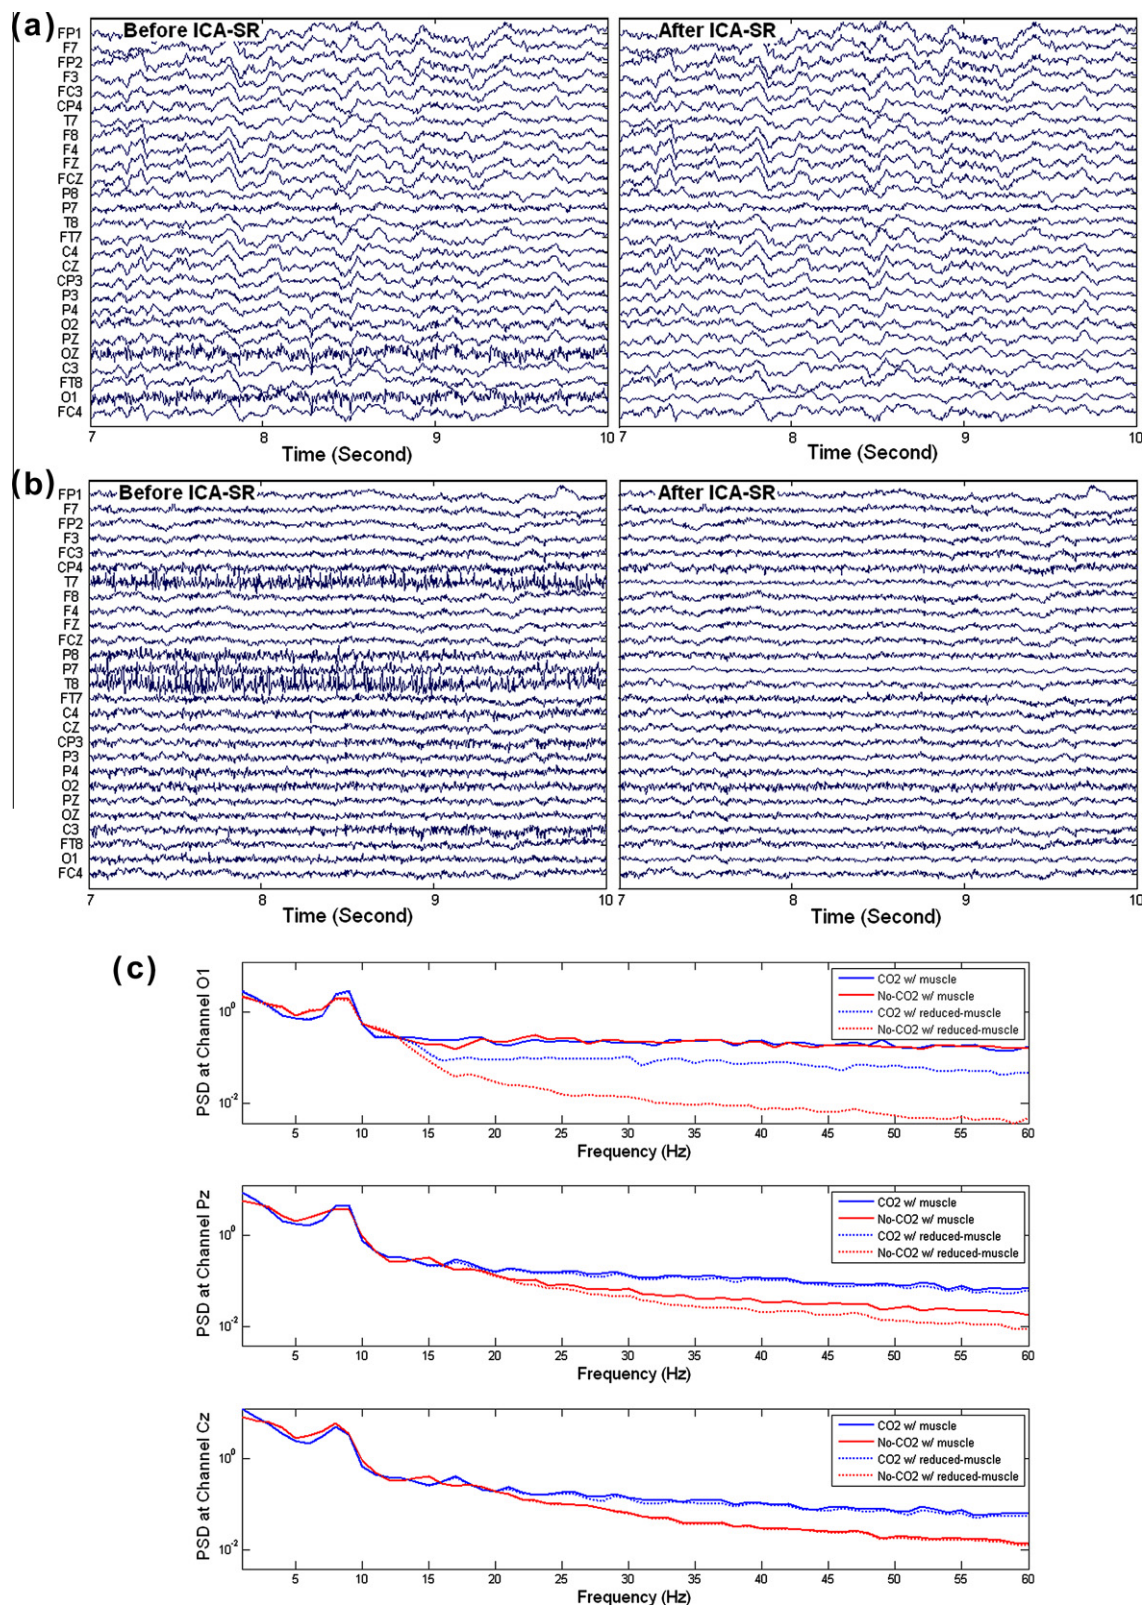 (a)
Before ICA-SR
After ICA-SR
FP1
F7
FP2
F3
FC3
CP4
T7
F8
F4
FZ
FCZ
P8
P7
T8
FT7
C4
CZ
CP3
P3
P4
O2
PZ
OZ
C3
FT8
O1
FC4
7 8 9 10
7 8 9 10
Time (Second)
Time (Second)
(b)
Before ICA-SR
After ICA-SR
FP1
F7
FP2
F3
FC3
CP4
T7
F8
F4
FZ
FCZ
P8
P7
T8
FT7
C4
CZ
CP3
P3
P4
O2
PZ
OZ
C3
FT8
O1
FC4
7 8 9 10
7 8 9 10
Time (Second)
Time (Second)
(c)
PSD at Channel O1
10^0
10^-2
CO2 w/ muscle
No-CO2 w/ muscle
CO2 w/ reduced-muscle
No-CO2 w/ reduced-muscle
5 10 15 20 25 30 35 40 45 50 55 60
Frequency (Hz)
PSD at Channel Pz
10^0
10^-2
CO2 w/ muscle
No-CO2 w/ muscle
CO2 w/ reduced-muscle
No-CO2 w/ reduced-muscle
5 10 15 20 25 30 35 40 45 50 55 60
Frequency (Hz)
PSD at Channel Cz
10^0
10^-2
CO2 w/ muscle
No-CO2 w/ muscle
CO2 w/ reduced-muscle
No-CO2 w/ reduced-muscle
5 10 15 20 25 30 35 40 45 50 55 60
Frequency (Hz)